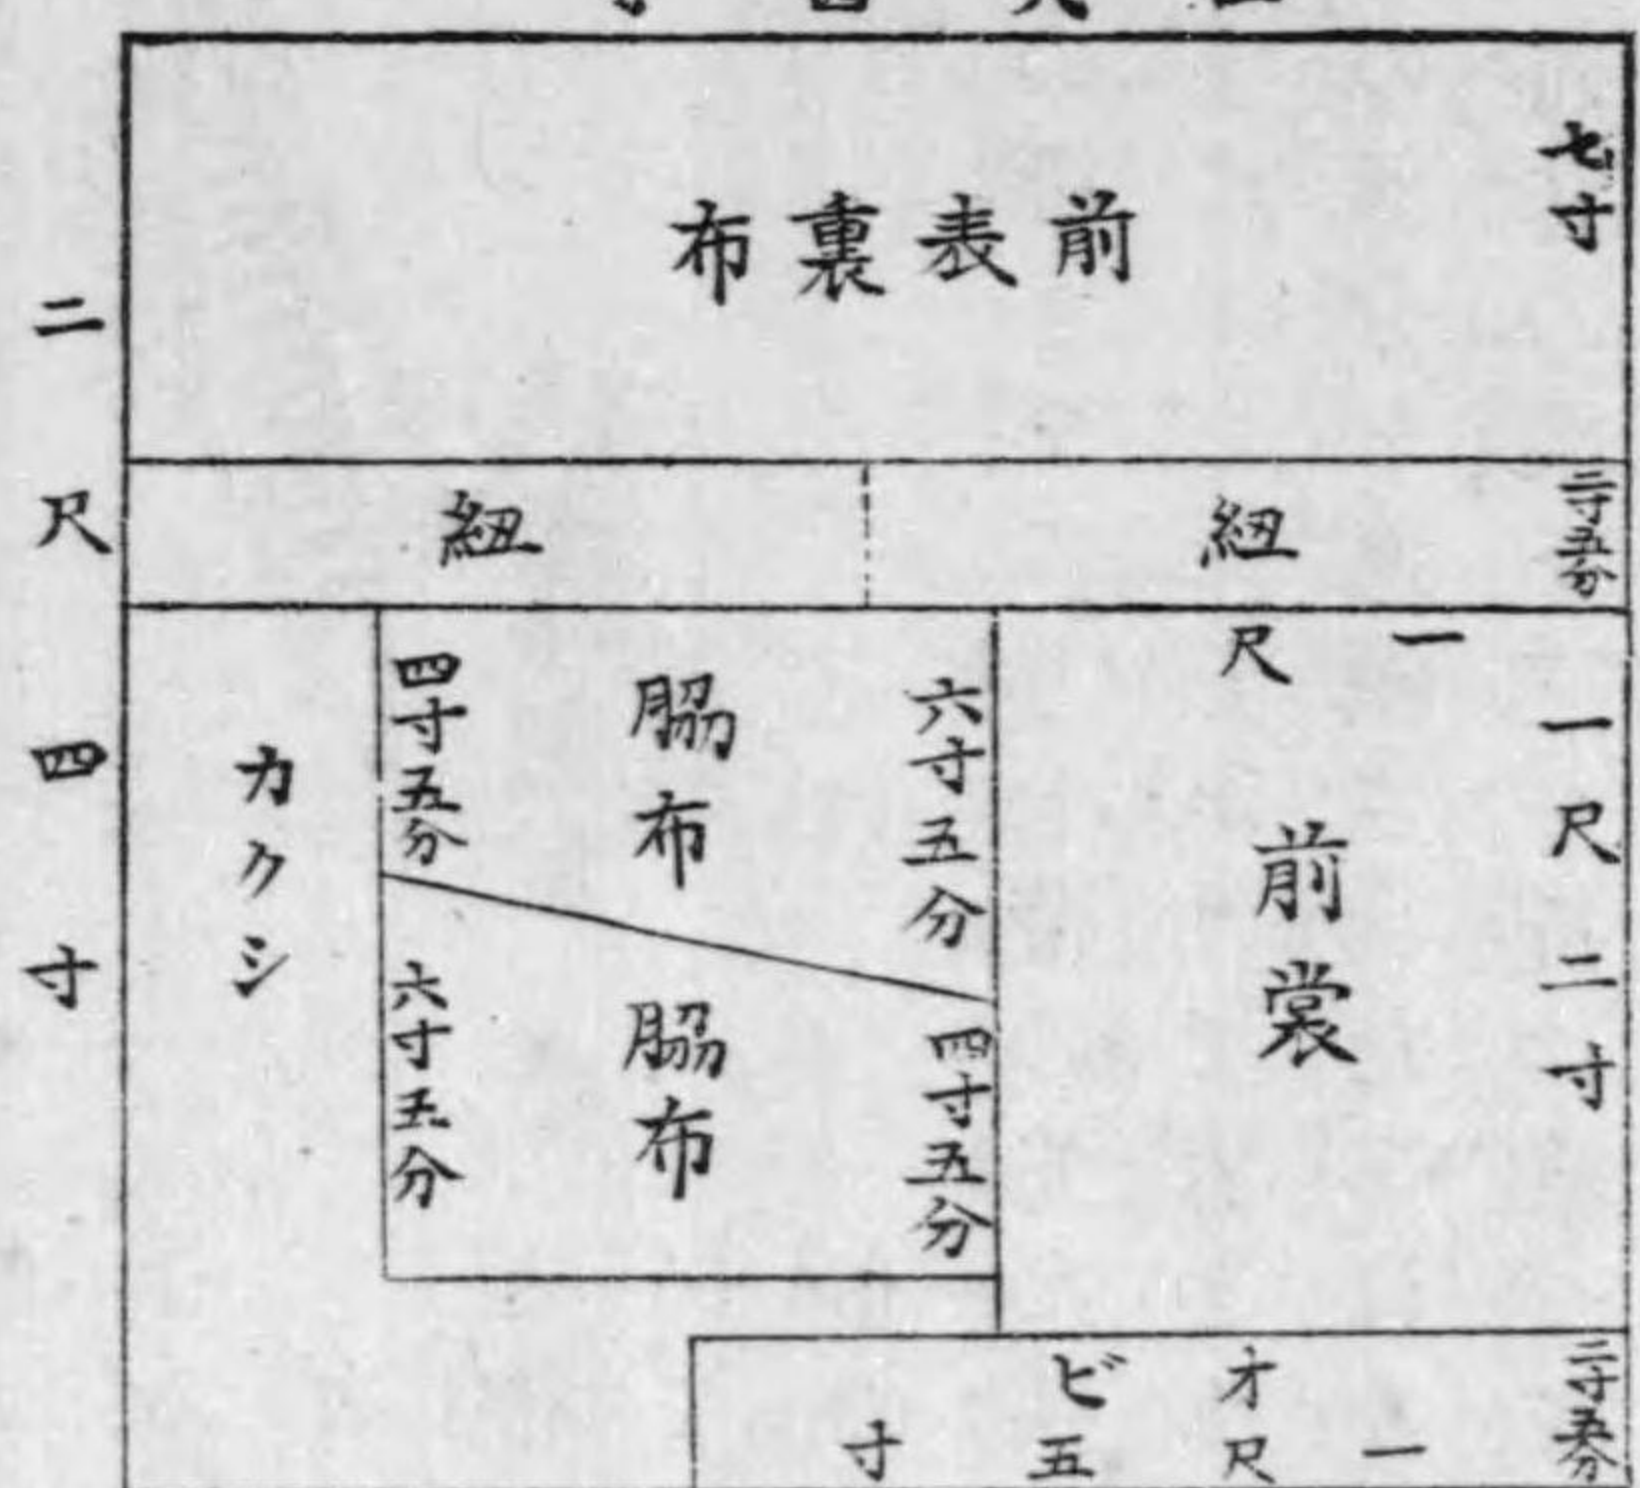 七寸
前表裏布
二尺四寸
二寸五分
紐
紐
一尺
一尺二寸
前裳
六寸五分
脇布
四寸五分
四寸五分
脇布
六寸五分
カクシ
二寸五分
オビ
一尺五寸